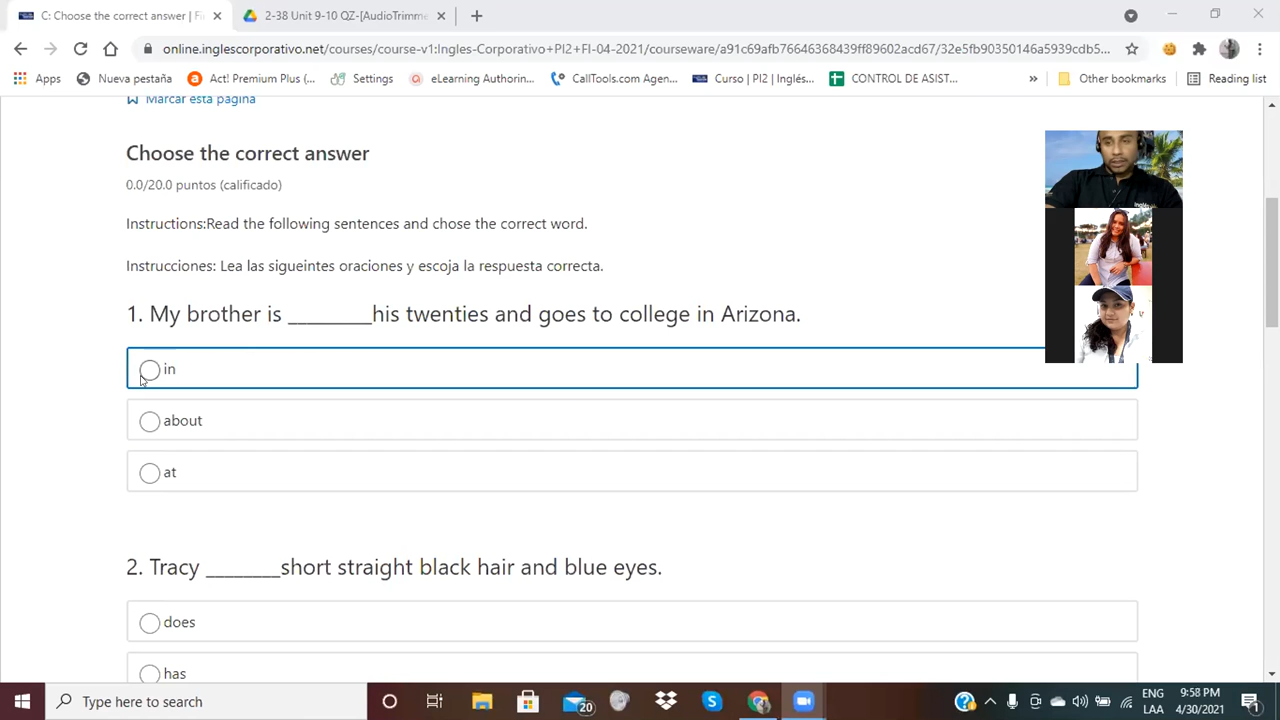 C: Choose the correct answer | Fi
2-38 Unit 9-10 QZ-[AudioTrimme
online.inglescorporativo.net/courses/course-v1:Ingles-Corporativo+PI2+FI-04-2021/courseware/a91c69afb76646368439ff89602acd67/32e5fb90350146a5939cdb5...
Apps Nueva pestaña Act! Premium Plus (... Settings eLearning Authorin... CallTools.com Agen... Curso | PI2 | Inglés... CONTROL DE ASIST... » Other bookmarks Reading list
Marcar esta página
Choose the correct answer
0.0/20.0 puntos (calificado)
Instructions:Read the following sentences and chose the correct word.
Instrucciones: Lea las sigueintes oraciones y escoja la respuesta correcta.
1. My brother is _________his twenties and goes to college in Arizona.
in
about
at
2. Tracy ________short straight black hair and blue eyes.
does
has
Type here to search
20
ENG
LAA
9:58 PM
4/30/2021
1